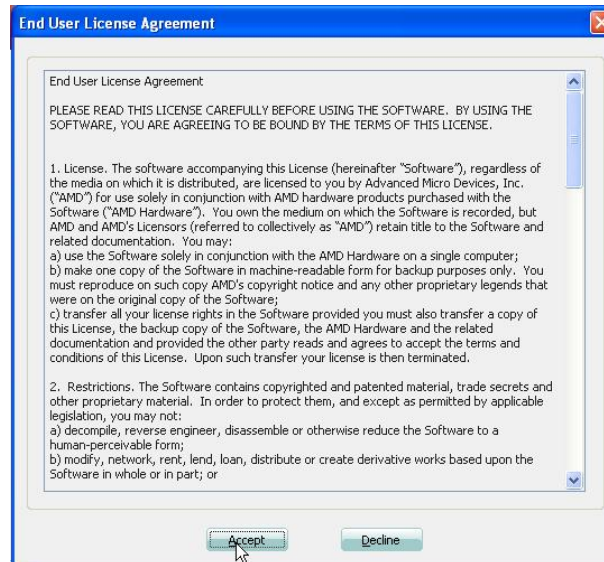 End User License Agreement
End User License Agreement
PLEASE READ THIS LICENSE CAREFULLY BEFORE USING THE SOFTWARE.  BY USING THE
SOFTWARE, YOU ARE AGREEING TO BE BOUND BY THE TERMS OF THIS LICENSE.
1. License. The software accompanying this License (hereinafter "Software"), regardless of
the media on which it is distributed, are licensed to you by Advanced Micro Devices, Inc.
("AMD") for use solely in conjunction with AMD hardware products purchased with the
Software ("AMD Hardware").  You own the medium on which the Software is recorded, but
AMD and AMD's Licensors (referred to collectively as "AMD") retain title to the Software and
related documentation.  You may:
a) use the Software solely in conjunction with the AMD Hardware on a single computer;
b) make one copy of the Software in machine-readable form for backup purposes only.  You
must reproduce on such copy AMD's copyright notice and any other proprietary legends that
were on the original copy of the Software;
c) transfer all your license rights in the Software provided you must also transfer a copy of
this License, the backup copy of the Software, the AMD Hardware and the related
documentation and provided the other party reads and agrees to accept the terms and
conditions of this License.  Upon such transfer your license is then terminated.
2.  Restrictions. The Software contains copyrighted and patented material, trade secrets and
other proprietary material.  In order to protect them, and except as permitted by applicable
legislation, you may not:
a) decompile, reverse engineer, disassemble or otherwise reduce the Software to a
human-perceivable form;
b) modify, network, rent, lend, loan, distribute or create derivative works based upon the
Software in whole or in part; or
Accept
Decline